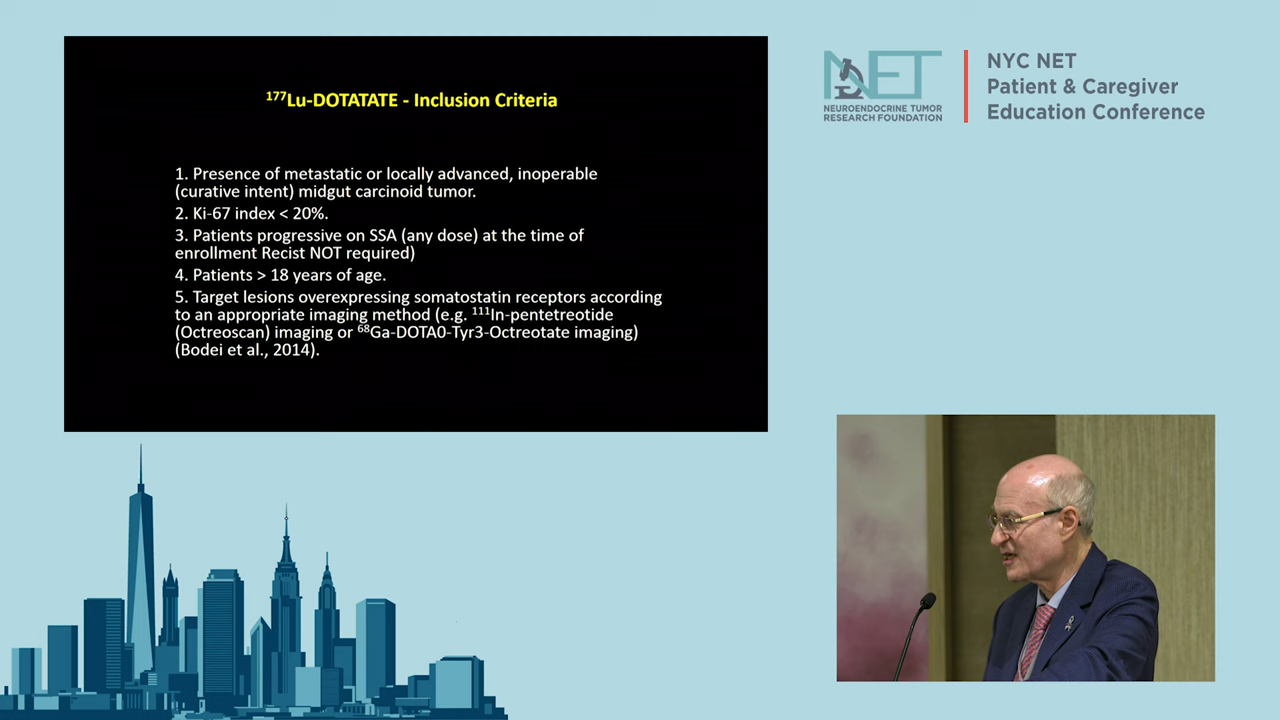 ¹⁷⁷Lu-DOTATATE - Inclusion Criteria
1. Presence of metastatic or locally advanced, inoperable
(curative intent) midgut carcinoid tumor.
2. Ki-67 index < 20%.
3. Patients progressive on SSA (any dose) at the time of
enrollment Recist NOT required)
4. Patients > 18 years of age.
5. Target lesions overexpressing somatostatin receptors according
to an appropriate imaging method (e.g. ¹¹¹In-pentetreotide
(Octreoscan) imaging or ⁶⁸Ga-DOTA0-Tyr3-Octreotate imaging)
(Bodei et al., 2014).
NET
NEUROENDOCRINE TUMOR
RESEARCH FOUNDATION
NYC NET
Patient & Caregiver
Education Conference